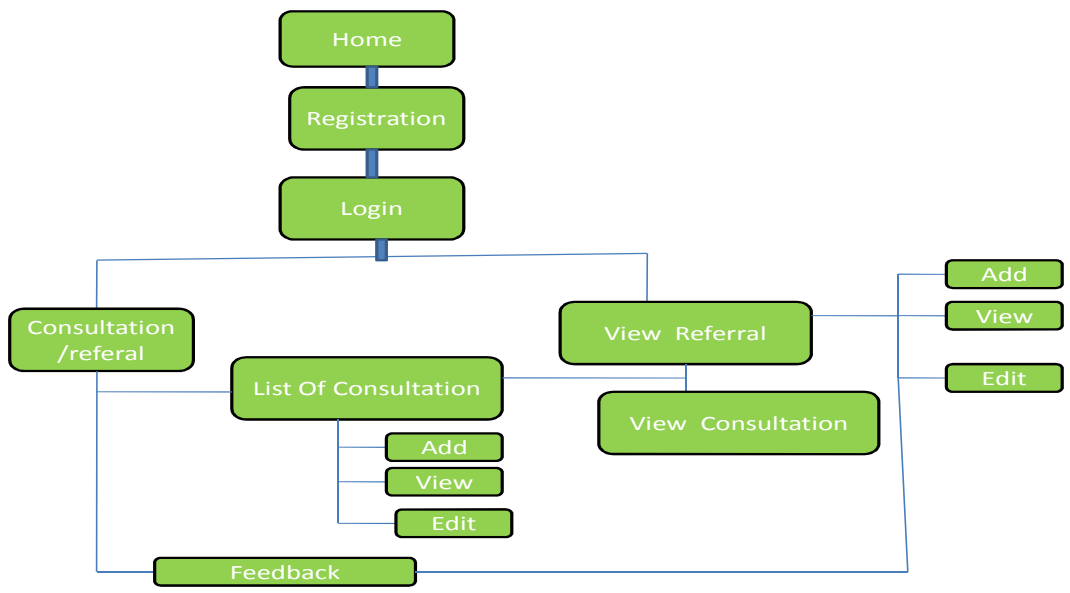 Home
Registration
Login
Consultation
/referal
View Referral
Add
View
Edit
List Of Consultation
View Consultation
Add
View
Edit
Feedback